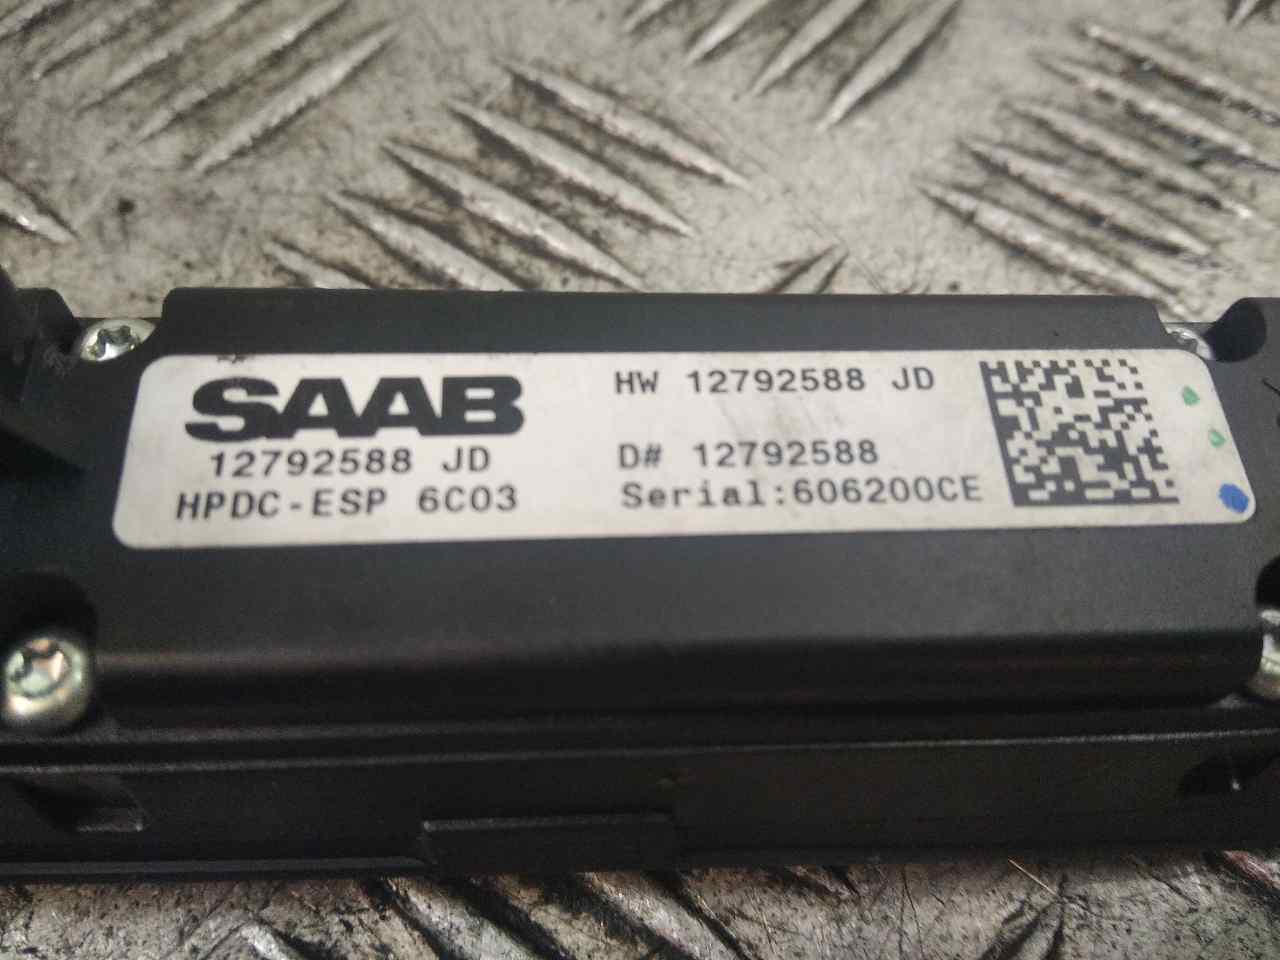 SAAB
12792588 JD
HPDC-ESP 6C03
HW 12792588 JD
D# 12792588
Serial:606200CE